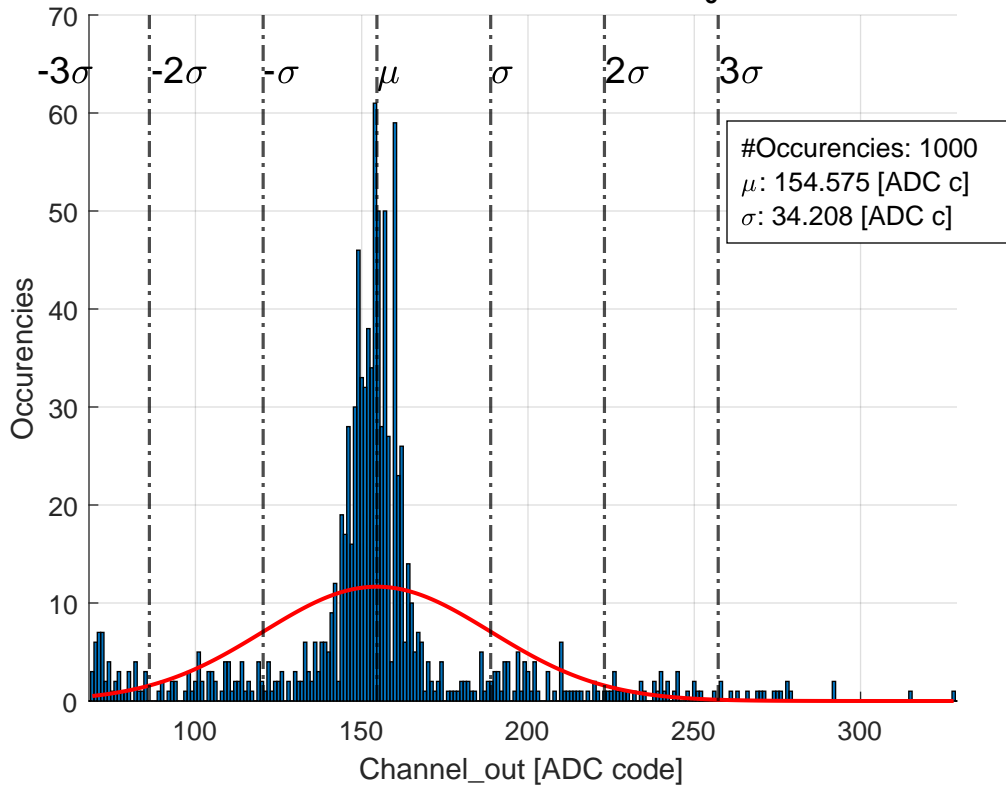 70
-3σ
-2σ
-σ
μ
σ
2σ
3σ
60
#Occurencies: 1000
μ: 154.575 [ADC c]
σ: 34.208 [ADC c]
50
40
30
20
10
0
Occurencies
100
150
200
250
300
Channel_out [ADC code]